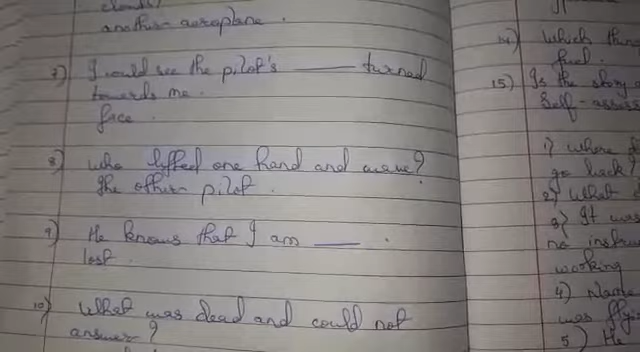 clouds?
another aeroplane.
7) I could see the pilot's ____ turned
towards me.
face.
8) who lifted one hand and wave?
the other pilot.
9) He knows that I am ____.
lost.
10) What was dead and could not
answer?
14) Which
fuel.
15) Is the story
Self-
1) where
go back?
2) What
3) It was
no
working
4) Name
was flyi
5) He